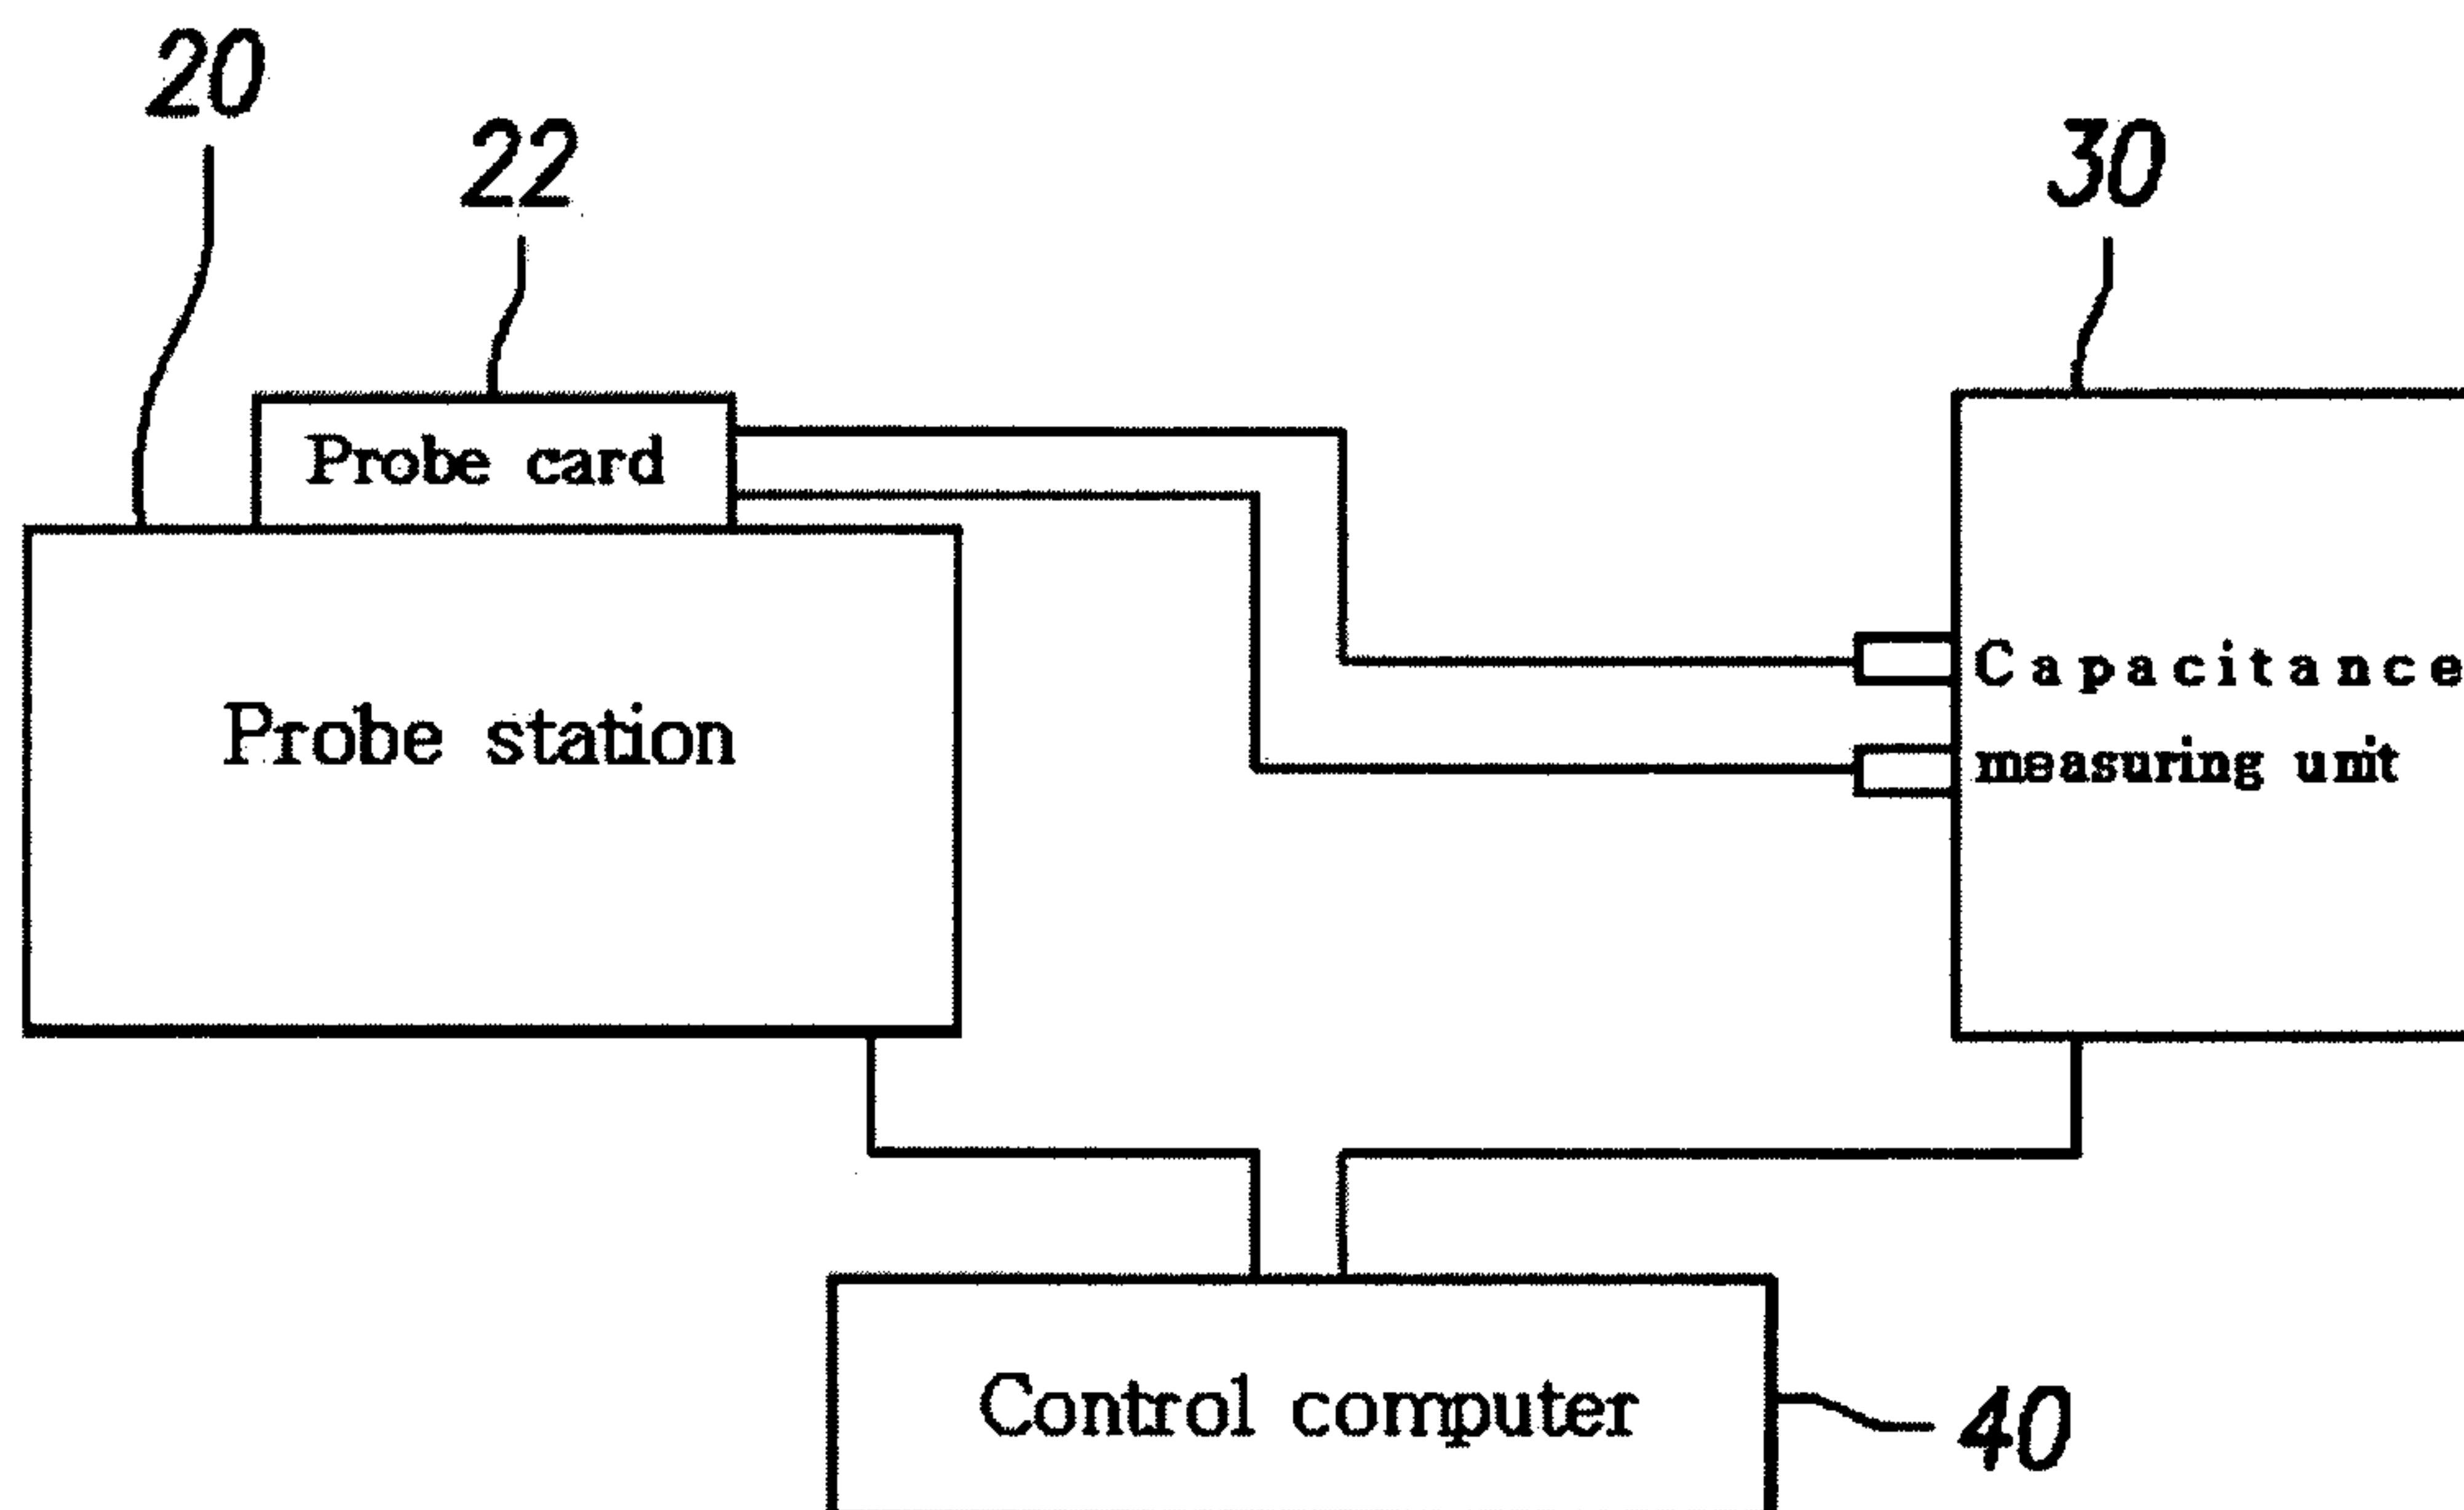 20
22
30
Probe card
Probe station
Capacitance
measuring unit
Control computer
40